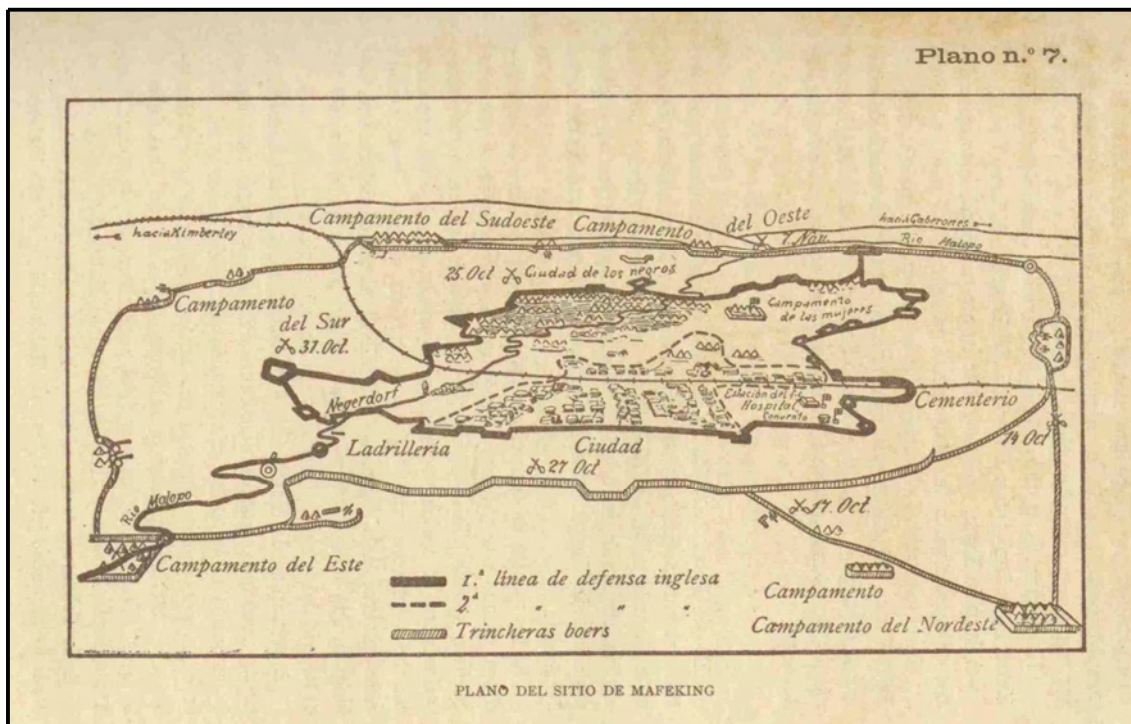 Plano n.º 7.
Campamento del Sudoeste
Campamento
del Oeste
hacia Gaberones
hacia Kimberley
7. Nov.
Rio Malopo
25. Oct
Ciudad de los negros
Campamento
del Sur
31. Oct.
Campamento
de las mujeres
Negerdorf
Estación del f.c.
Hospital
Convento
Cementerio
14 Oct
Ladrillería
Ciudad
27 Oct
Rio Malopo
17. Oct.
Campamento del Este
1.ª línea de defensa inglesa
2.ª " " "
Trincheras boers
Campamento
Campamento del Nordeste
PLANO DEL SITIO DE MAFEKING